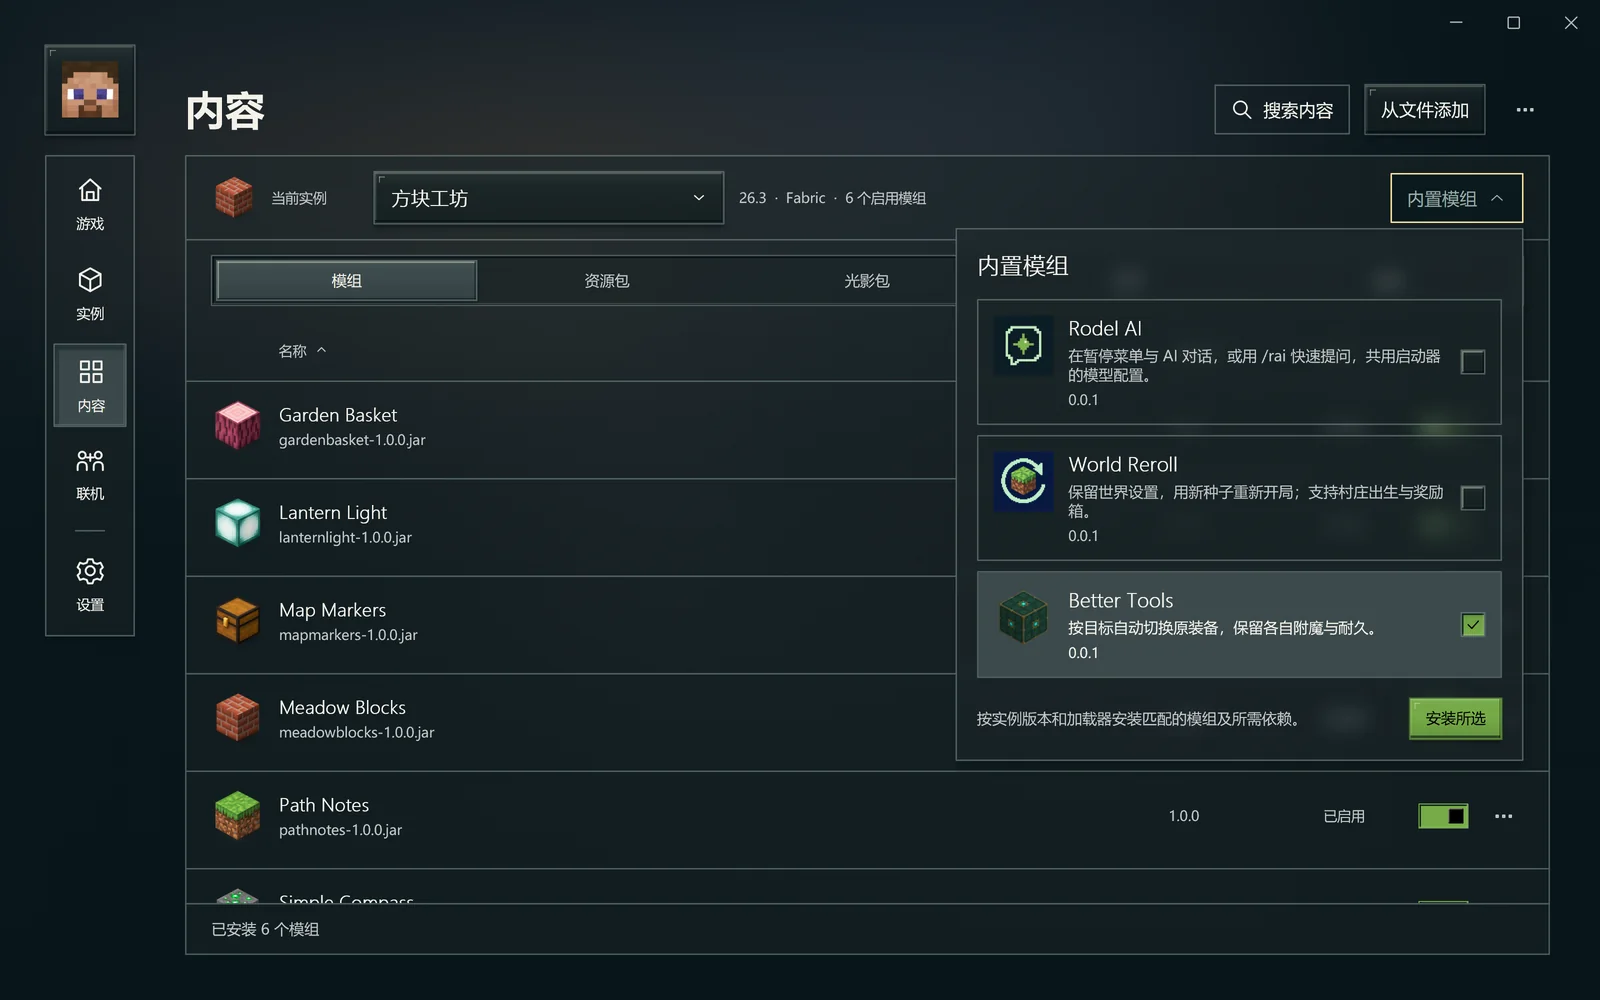 内容
搜索内容
从文件添加
游戏
实例
内容
联机
设置
当前实例
方块工坊
26.3 · Fabric · 6 个启用模组
内置模组
模组
资源包
光影包
名称
Garden Basket
gardenbasket-1.0.0.jar
Lantern Light
lanternlight-1.0.0.jar
Map Markers
mapmarkers-1.0.0.jar
Meadow Blocks
meadowblocks-1.0.0.jar
Path Notes
pathnotes-1.0.0.jar
1.0.0
已启用
Simple Compass
已安装 6 个模组
内置模组
Rodel AI
在暂停菜单与 AI 对话，或用 /rai 快速提问，共用启动器
的模型配置。
0.0.1
World Reroll
保留世界设置，用新种子重新开局；支持村庄出生与奖励
箱。
0.0.1
Better Tools
按目标自动切换原装备，保留各自附魔与耐久。
0.0.1
按实例版本和加载器安装匹配的模组及所需依赖。
安装所选